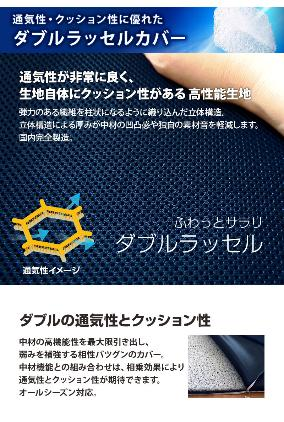 通気性・クッション性に優れた
ダブルラッセルカバー
通気性が非常に良く、
生地自体にクッション性がある 高性能生地
弾力のある繊維を柱状になるように織り込んだ立体構造。
立体構造による厚みが中材の凹凸感や独自の素材音を軽減します。
国内完全製造。
ふわっとサラリ
ダブルラッセル
通気性イメージ
ダブルの通気性とクッション性
中材の高機能性を最大限引き出し、
弱みを補強する相性バツグンのカバー。
中材機能との組み合わせは、相乗効果により
通気性とクッション性が期待できます。
オールシーズン対応。